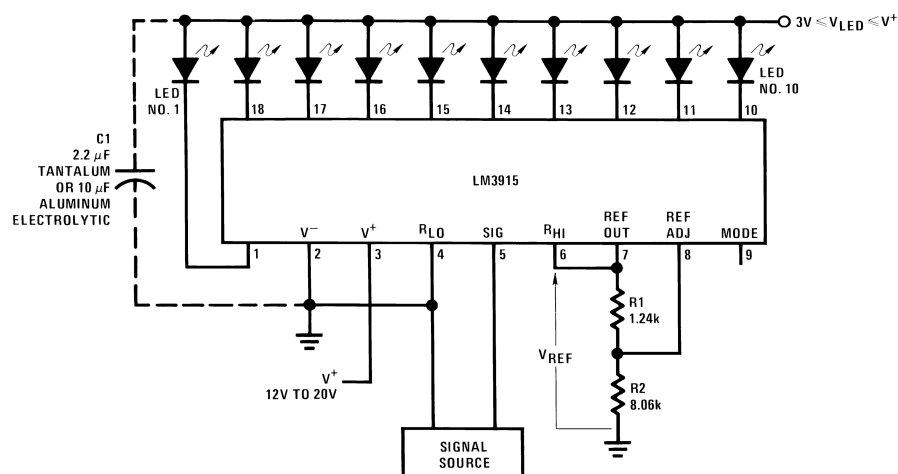 3V ≤ VLED ≤ V+
LED
NO. 1
LED
NO. 10
18
17
16
15
14
13
12
11
10
C1
2.2 μF
TANTALUM
OR 10 μF
ALUMINUM
ELECTROLYTIC
LM3915
V−
V+
RLO
SIG
RHI
REF
OUT
REF
ADJ
MODE
1
2
3
4
5
6
7
8
9
R1
1.24k
VREF
V+
12V TO 20V
R2
8.06k
SIGNAL
SOURCE